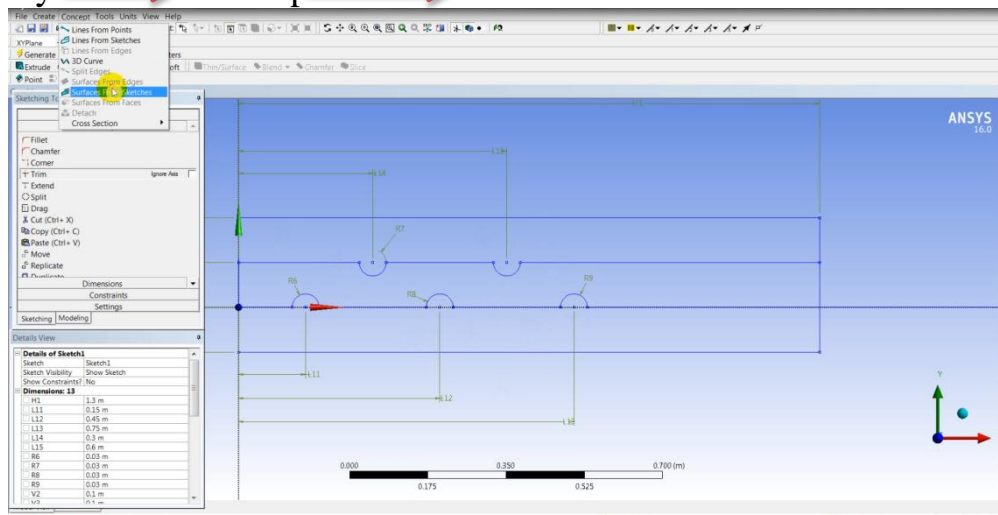 File Create Concept Tools Units View Help
Lines From Points
Lines From Sketches
Lines From Edges
3D Curve
Split Edges
Surfaces From Edges
Surfaces From Sketches
Surfaces From Faces
Detach
Cross Section
XYPlane
Generate
Extrude
Thin/Surface Blend Chamfer Slice
Point
ANSYS
16.0
Fillet
Chamfer
Corner
Trim Ignore Axis
Extend
Split
Drag
Cut (Ctrl+ X)
Copy (Ctrl+ C)
Paste (Ctrl+ V)
Move
Replicate
Duplicate
Dimensions
Constraints
Settings
Sketching Modeling
Details View
Details of Sketch1
Sketch Sketch1
Sketch Visibility Show Sketch
Show Constraints? No
Dimensions: 13
H1 1.3 m
L11 0.15 m
L12 0.45 m
L13 0.75 m
L14 0.3 m
L15 0.6 m
R6 0.03 m
R7 0.03 m
R8 0.03 m
R9 0.03 m
V2 0.1 m
L14
R7
R6
R8
R9
L11
L12
0.000 0.350 0.700 (m)
0.175 0.525
Y